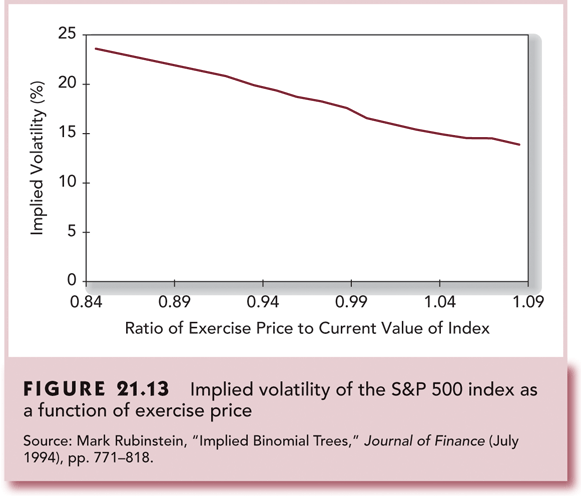 25
20
15
10
5
0
Implied Volatility (%)
0.84 0.89 0.94 0.99 1.04 1.09
Ratio of Exercise Price to Current Value of Index
FIGURE 21.13 Implied volatility of the S&P 500 index as
a function of exercise price
Source: Mark Rubinstein, “Implied Binomial Trees,” Journal of Finance (July
1994), pp. 771–818.